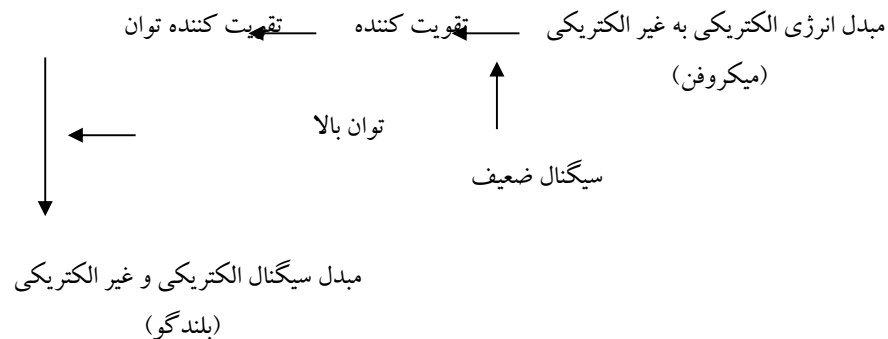 مبدل انرژی الکتریکی به غیر الکتریکی تقویت کننده تقویت کننده توان
(میکروفن)
توان بالا
سیگنال ضعیف
مبدل سیگنال الکتریکی و غیر الکتریکی
(بلندگو)